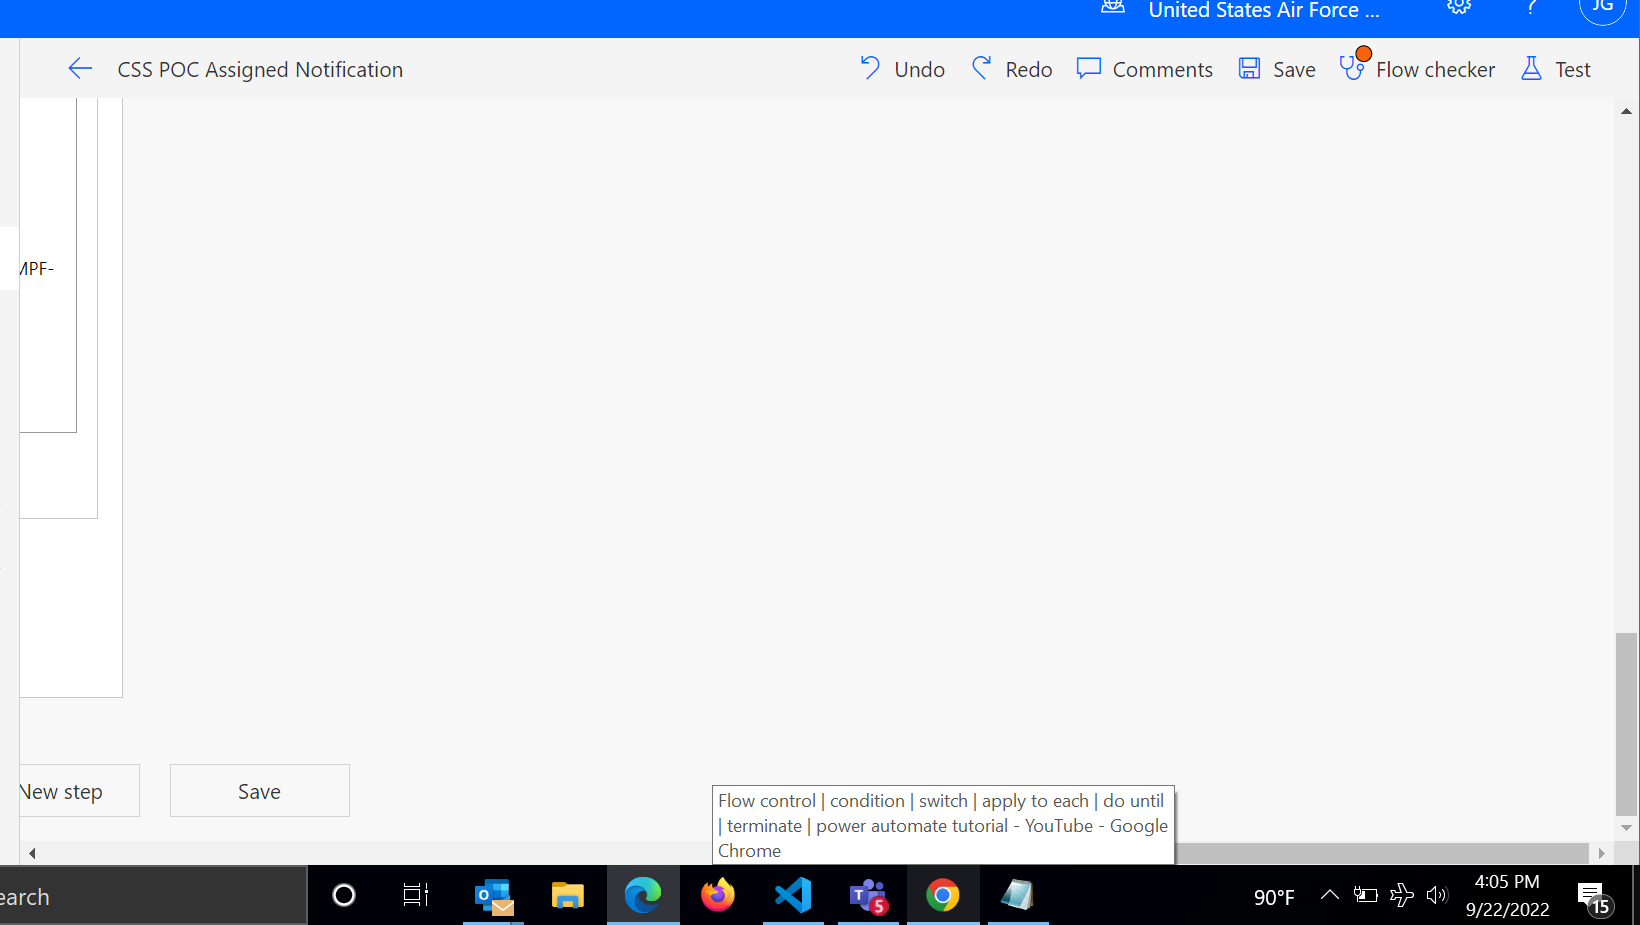 United States Air Force ...
?
JG
CSS POC Assigned Notification
Undo
Redo
Comments
Save
Flow checker
Test
MPF-
New step
Save
Flow control | condition | switch | apply to each | do until
| terminate | power automate tutorial - YouTube - Google
Chrome
earch
5
90°F
4:05 PM
9/22/2022
15